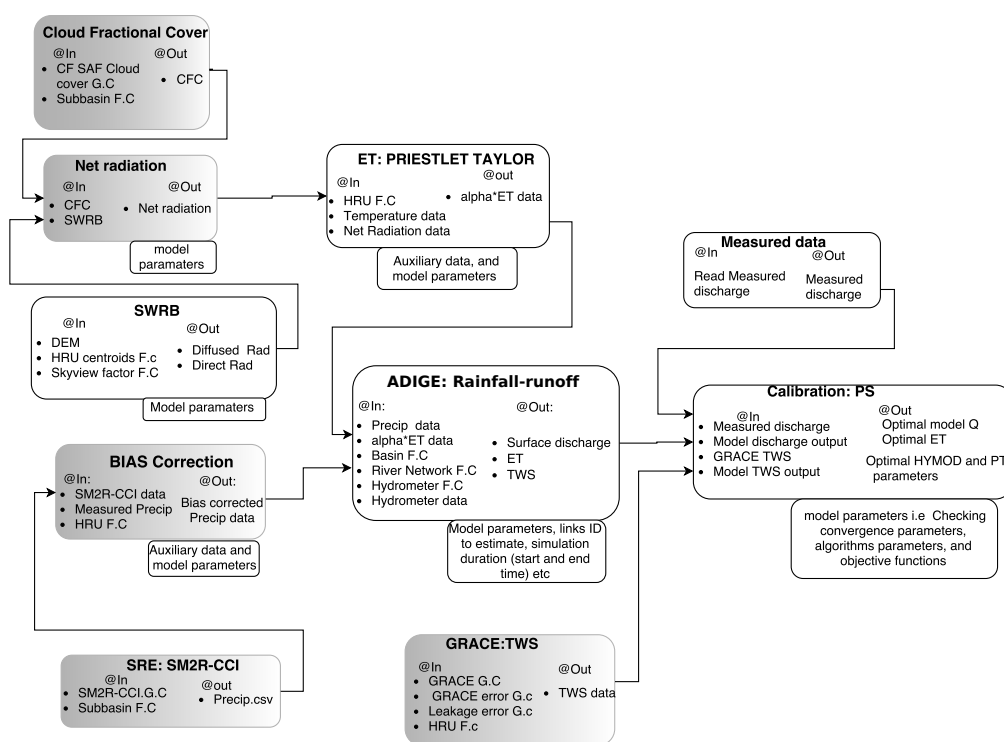 Cloud Fractional Cover
@In
@Out
CF SAF Cloud
cover G.C
Subbasin F.C
CFC
Net radiation
@In
@Out
CFC
SWRB
Net radiation
model
paramaters
SWRB
@In
@Out
DEM
HRU centroids F.c
Skyview factor F.C
Diffused Rad
Direct Rad
Model paramaters
BIAS Correction
@In:
@Out:
SM2R-CCI data
Measured Precip
HRU F.C
Bias corrected
Precip data
Auxiliary data and
model parameters
SRE: SM2R-CCI
@In
@out
SM2R-CCI.G.C
Subbasin F.C
Precip.csv
ET: PRIESTLET TAYLOR
@In
@out
HRU F.C
Temperature data
Net Radiation data
alpha*ET data
Auxiliary data, and
model parameters
ADIGE: Rainfall-runoff
@In:
@Out:
Precip data
alpha*ET data
Basin F.C
River Network F.C
Hydrometer F.C
Hydrometer data
Surface discharge
ET
TWS
Model parameters, links ID
to estimate, simulation
duration (start and end
time) etc
GRACE:TWS
@In
@Out
GRACE G.C
GRACE error G.c
Leakage error G.c
HRU F.c
TWS data
Measured data
@In
@Out
Read Measured
discharge
Measured
discharge
Calibration: PS
@In
@Out
Measured discharge
Model discharge output
GRACE TWS
Model TWS output
Optimal model Q
Optimal ET
Optimal HYMOD and PT
parameters
model parameters i.e Checking
convergence parameters,
algorithms parameters, and
objective functions